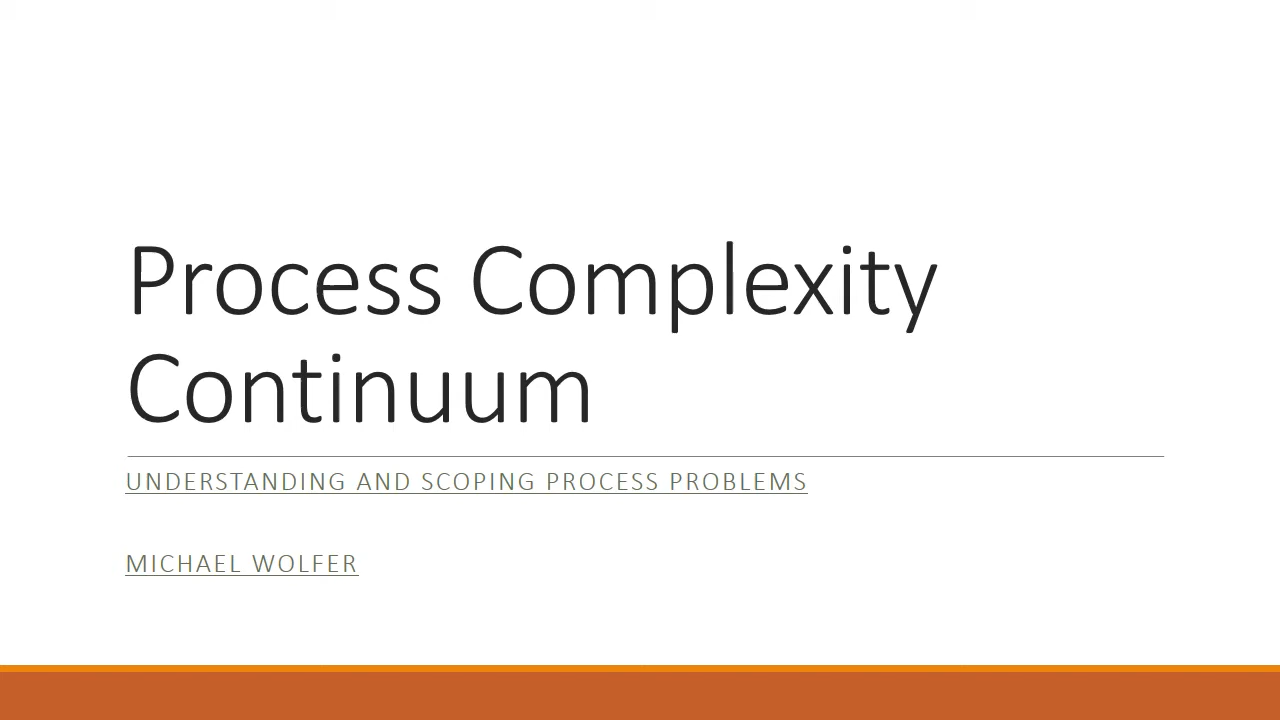 Process Complexity
Continuum
UNDERSTANDING AND SCOPING PROCESS PROBLEMS
MICHAEL WOLFER